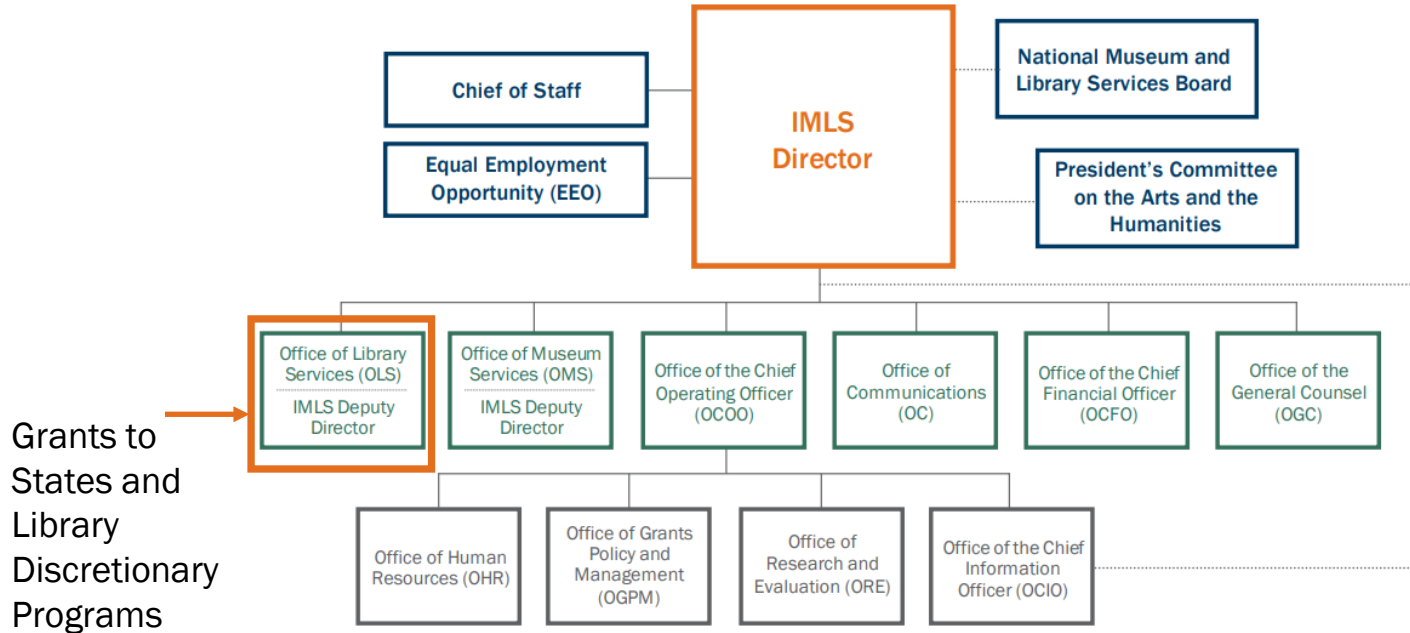 Chief of Staff
Equal Employment
Opportunity (EEO)
IMLS
Director
National Museum and
Library Services Board
President’s Committee
on the Arts and the
Humanities
Office of Library
Services (OLS)
IMLS Deputy
Director
Office of Museum
Services (OMS)
IMLS Deputy
Director
Office of the Chief
Operating Officer
(OCOO)
Office of
Communications
(OC)
Office of the Chief
Financial Officer
(OCFO)
Office of the
General Counsel
(OGC)
Grants to
States and
Library
Discretionary
Programs
Office of Human
Resources (OHR)
Office of Grants
Policy and
Management
(OGPM)
Office of
Research and
Evaluation (ORE)
Office of the Chief
Information
Officer (OCIO)